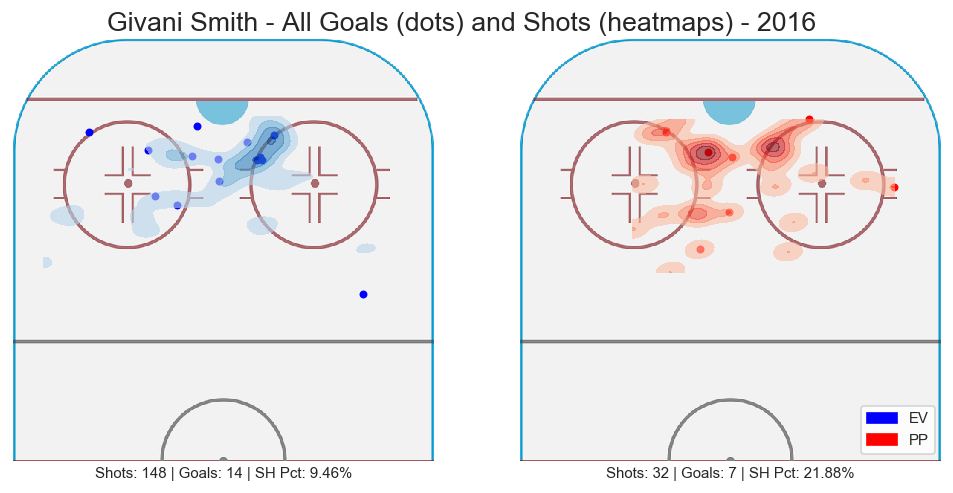 Givani Smith - All Goals (dots) and Shots (heatmaps) - 2016
EV
PP
Shots: 148 | Goals: 14 | SH Pct: 9.46%
Shots: 32 | Goals: 7 | SH Pct: 21.88%